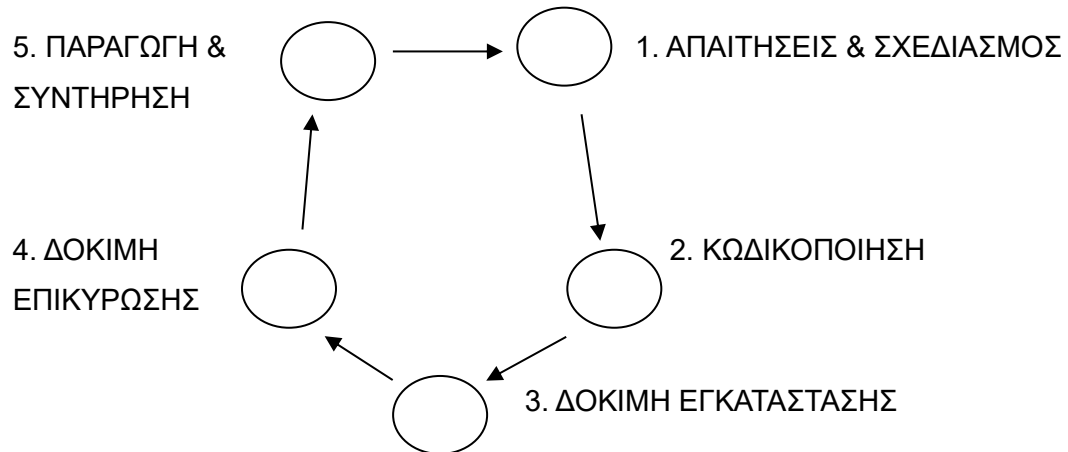 5. ΠΑΡΑΓΩΓΗ &
ΣΥΝΤΗΡΗΣΗ
1. ΑΠΑΙΤΗΣΕΙΣ & ΣΧΕΔΙΑΣΜΟΣ
4. ΔΟΚΙΜΗ
ΕΠΙΚΥΡΩΣΗΣ
2. ΚΩΔΙΚΟΠΟΙΗΣΗ
3. ΔΟΚΙΜΗ ΕΓΚΑΤΑΣΤΑΣΗΣ